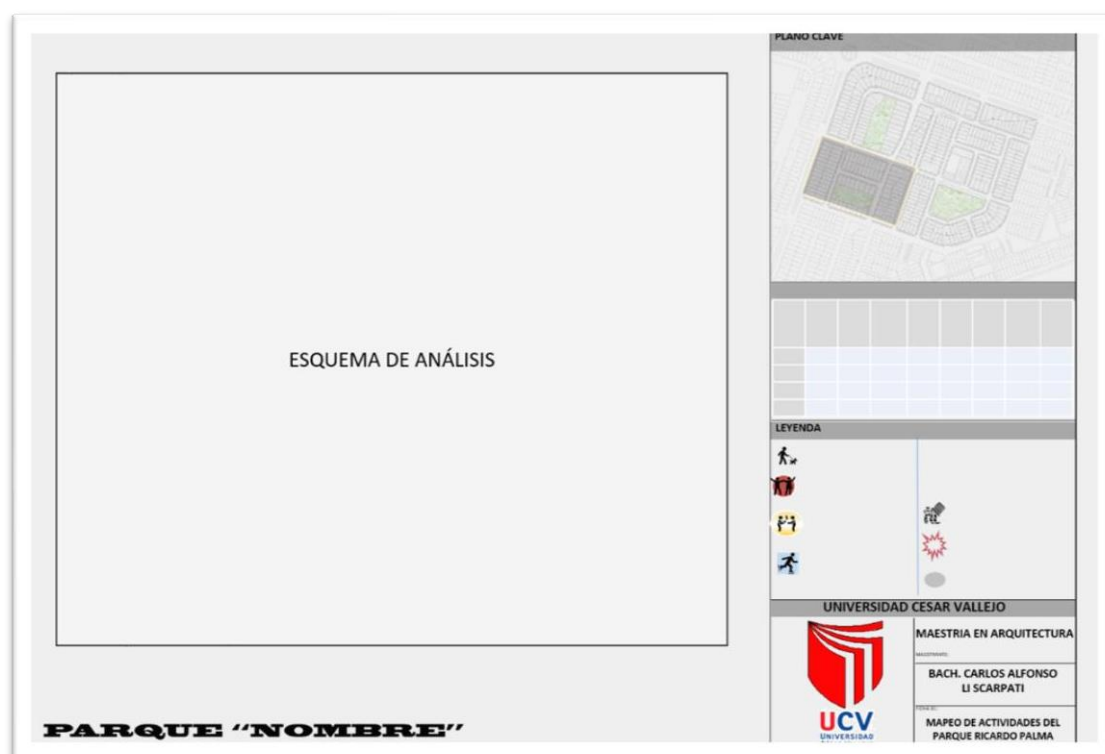 PLANO CLAVE
ESQUEMA DE ANÁLISIS
LEYENDA
UNIVERSIDAD CESAR VALLEJO
MAESTRIA EN ARQUITECTURA
BACH. CARLOS ALFONSO
LI SCARPATI
UCV
UNIVERSIDAD
MAPEO DE ACTIVIDADES DEL
PARQUE RICARDO PALMA
PARQUE “NOMBRE”